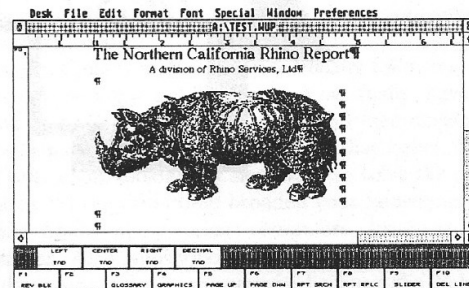 Desk File Edit Format Font Special Window Preferences
A:\TEST.WUP
The Northern California Rhino Report¶
A division of Rhino Services, Ltd¶
¶
¶
¶
¶
¶
¶
¶
¶
¶
¶
¶ ¶
¶ ¶
LEFT CENTER RIGHT DECIMAL
TAB TAB TAB TAB
F1 F2 F3 F4 F5 F6 F7 F8 F9 F10
REV BLK GLOSSARY GRAPHICS PAGE UP PAGE DWN RPT SRCH RPT RPLC SLIDER DEL LINE